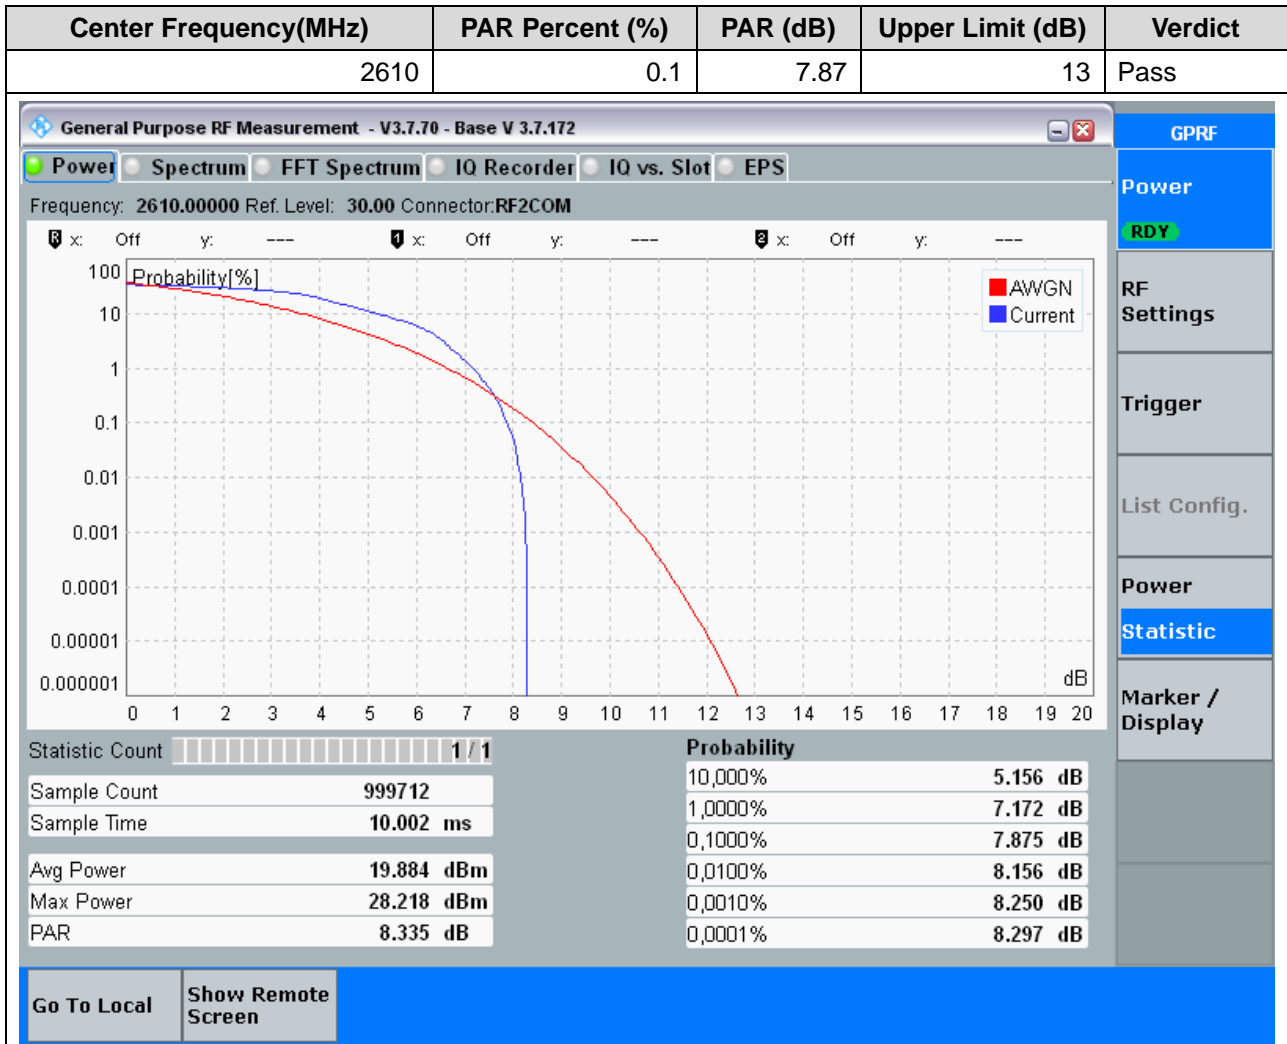 Center Frequency(MHz) PAR Percent (%) PAR (dB) Upper Limit (dB) Verdict
2610 0.1 7.87 13 Pass
General Purpose RF Measurement - V3.7.70 - Base V 3.7.172
GPRF
Power Spectrum FFT Spectrum IQ Recorder IQ vs. Slot EPS
Power
RDY
Frequency: 2610.00000 Ref. Level: 30.00 Connector:RF2COM
R x: Off y: --- 1 x: Off y: --- 2 x: Off y: ---
Probability[%]
AWGN
Current
100
10
1
0.1
0.01
0.001
0.0001
0.00001
0.000001
dB
0 1 2 3 4 5 6 7 8 9 10 11 12 13 14 15 16 17 18 19 20
RF
Settings
Trigger
List Config.
Power
Statistic
Marker /
Display
Statistic Count 1 / 1
Sample Count 999712
Sample Time 10.002 ms
Avg Power 19.884 dBm
Max Power 28.218 dBm
PAR 8.335 dB
Probability
10,000% 5.156 dB
1,0000% 7.172 dB
0,1000% 7.875 dB
0,0100% 8.156 dB
0,0010% 8.250 dB
0,0001% 8.297 dB
Go To Local
Show Remote
Screen